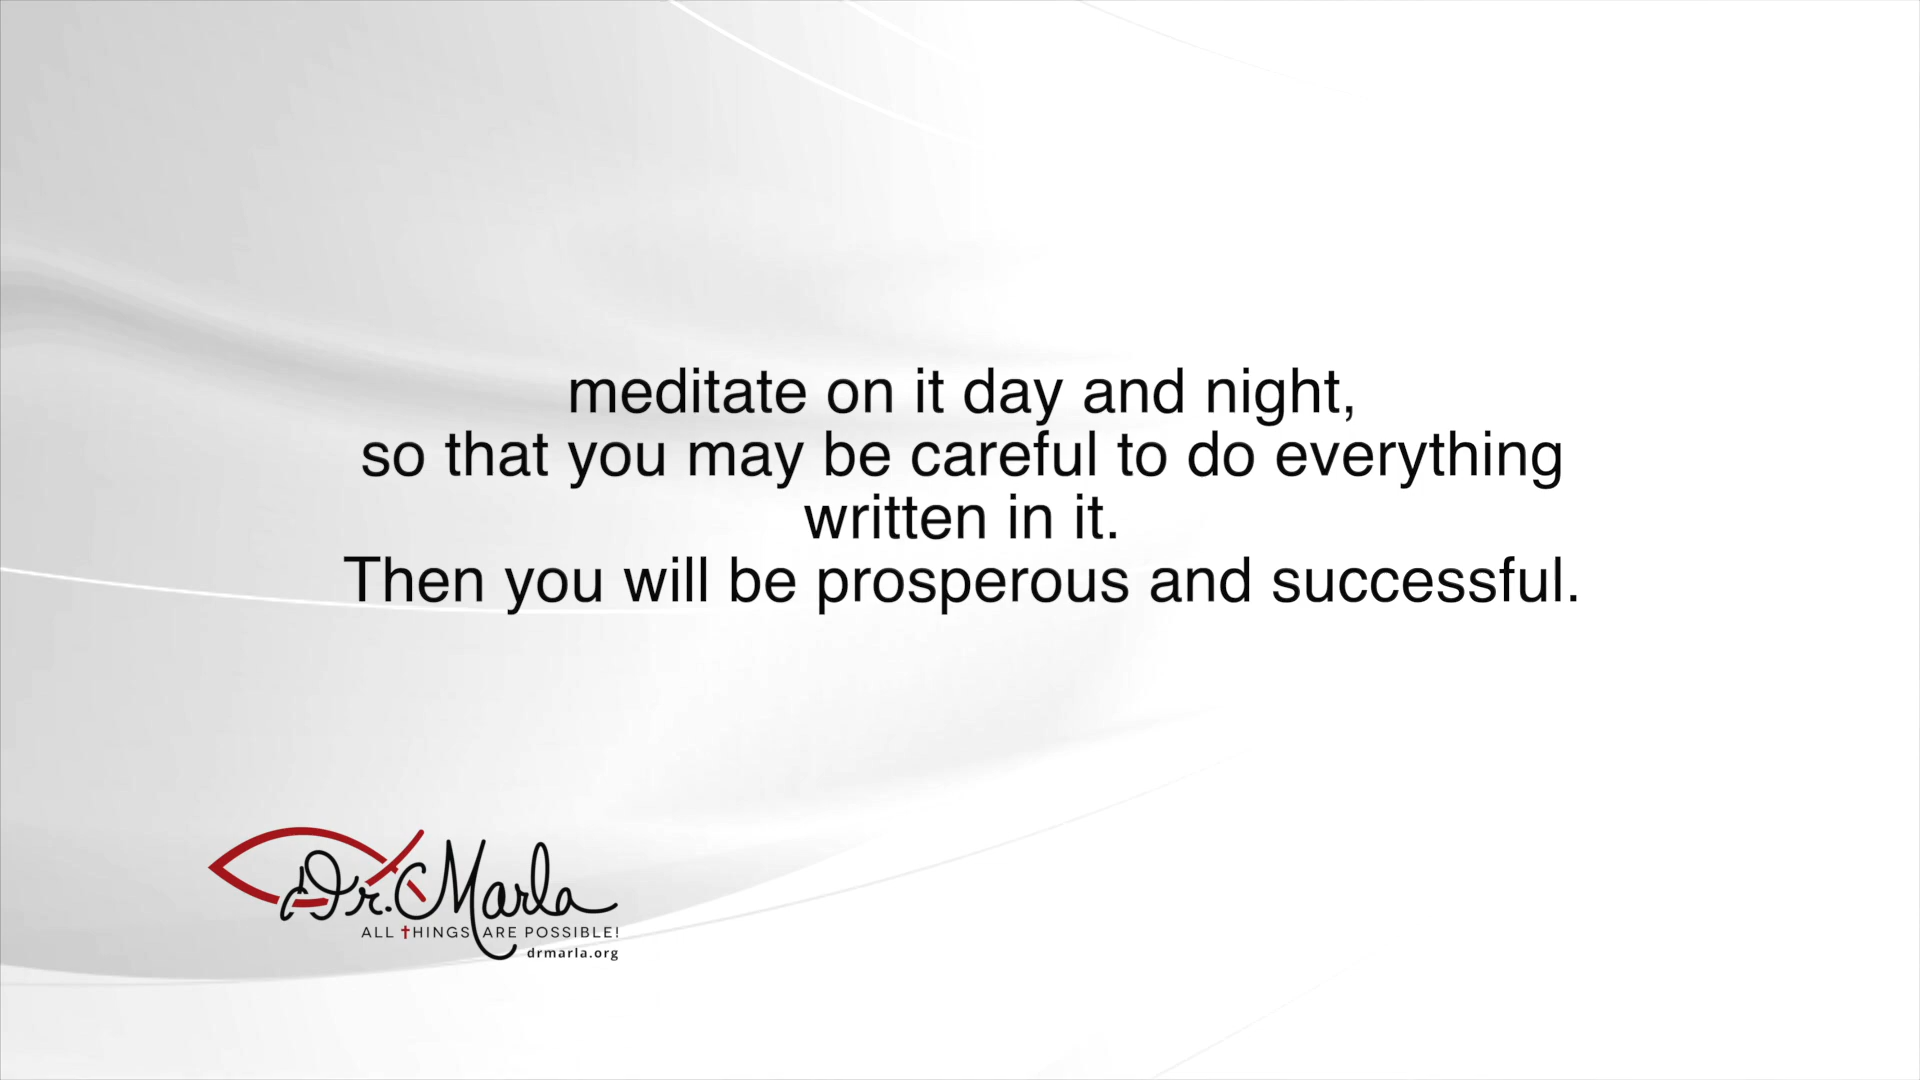 meditate on it day and night,
so that you may be careful to do everything
written in it.
Then you will be prosperous and successful.
Dr. Marla
ALL THINGS ARE POSSIBLE!
drmarla.org